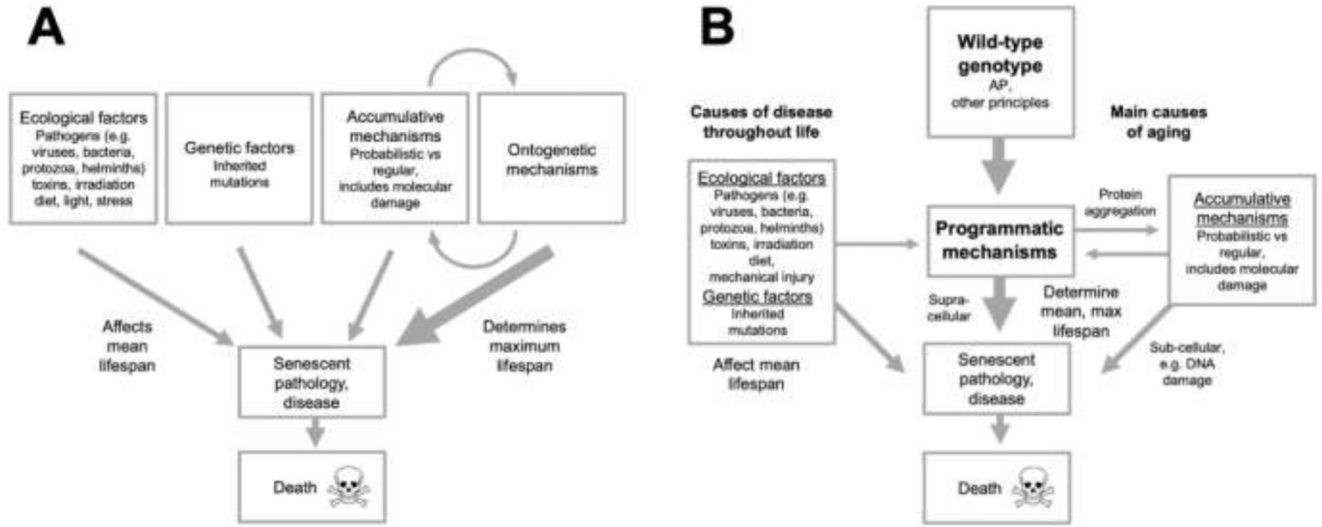 A
Ecological factors
Pathogens (e.g.
viruses, bacteria,
protozoa, helminths)
toxins, irradiation
diet, light, stress
Genetic factors
Inherited
mutations
Accumulative
mechanisms
Probabilistic vs
regular,
includes molecular
damage
Ontogenetic
mechanisms
Affects
mean
lifespan
Determines
maximum
lifespan
Senescent
pathology,
disease
Death
B
Wild-type
genotype
AP,
other principles
Causes of disease
throughout life
Main causes
of aging
Ecological factors
Pathogens (e.g.
viruses, bacteria,
protozoa, helminths)
toxins, irradiation
diet,
mechanical injury
Genetic factors
Inherited
mutations
Affect mean
lifespan
Programmatic
mechanisms
Protein
aggregation
Accumulative
mechanisms
Probabilistic vs
regular,
includes molecular
damage
Supra-
cellular
Determine
mean, max
lifespan
Sub-cellular,
e.g. DNA
damage
Senescent
pathology,
disease
Death